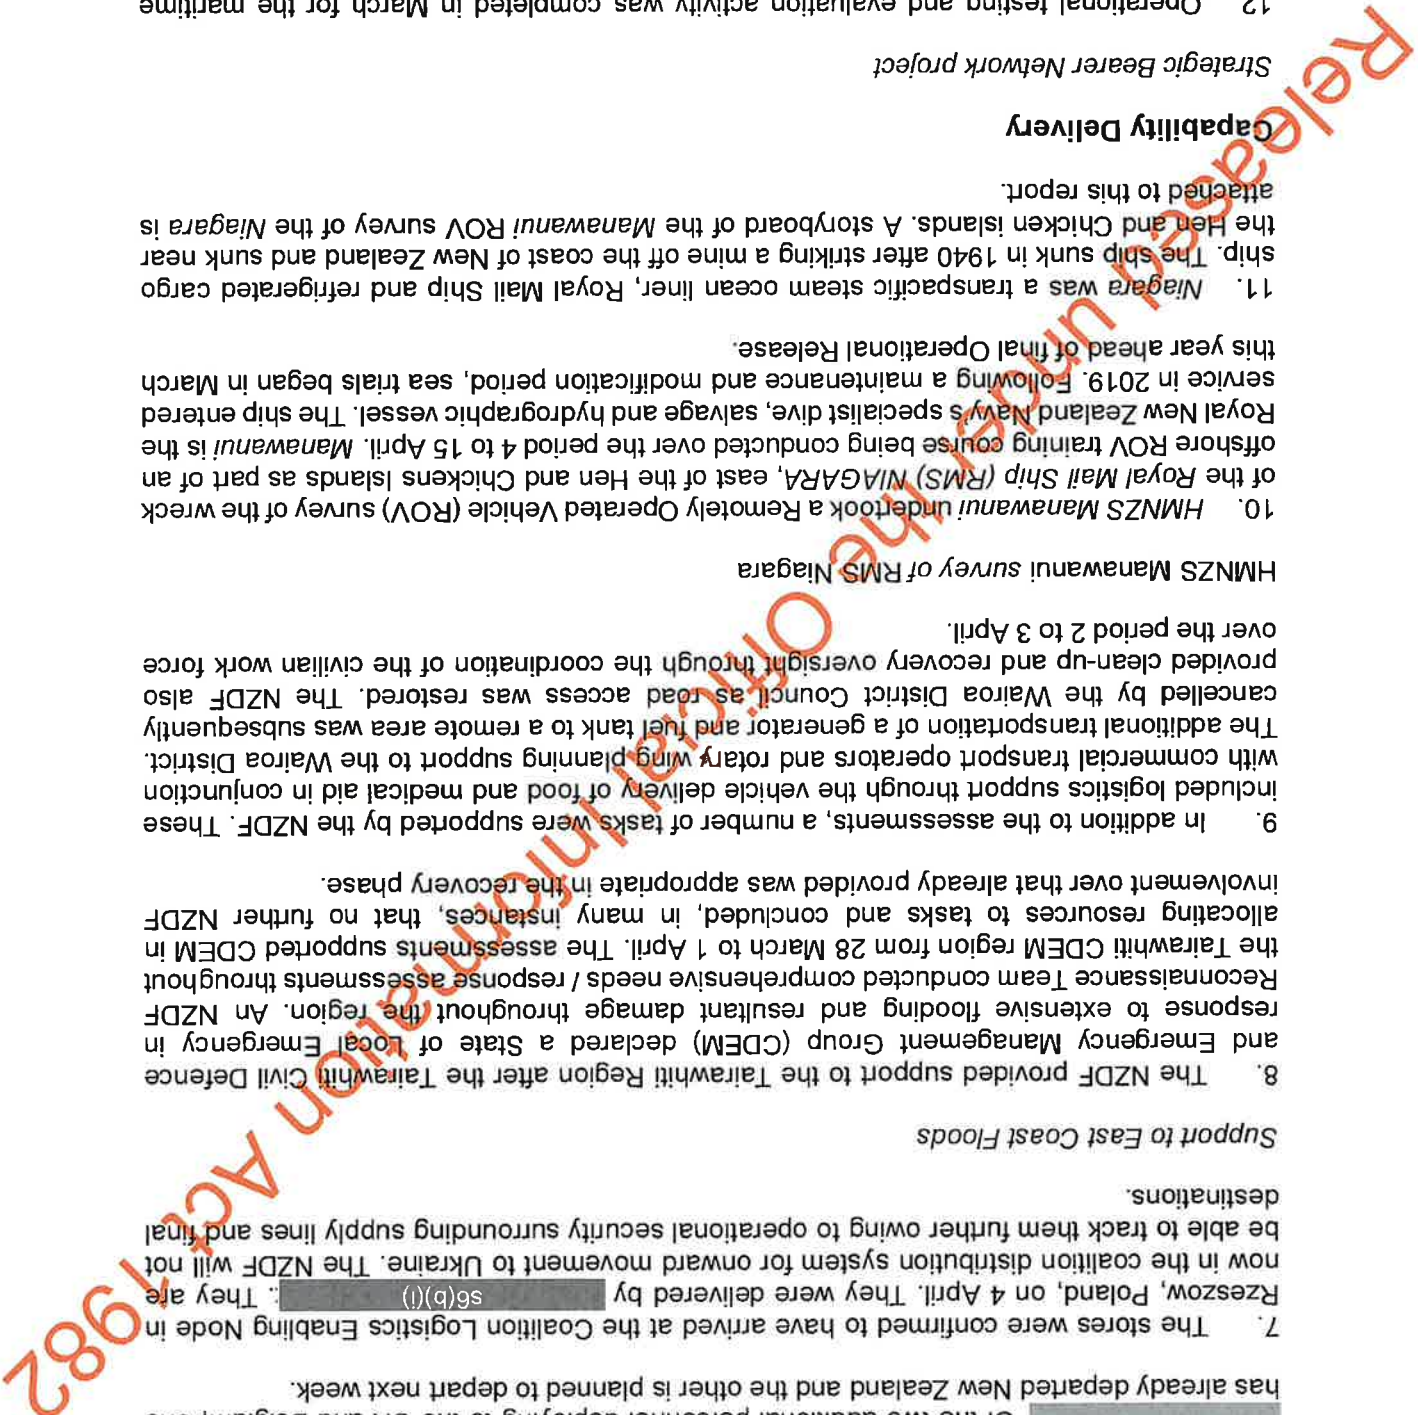 has already departed New Zealand and the other is planned to depart next week.
7. The stores were confirmed to have arrived at the Coalition Logistics Enabling Node in
Rzeszow, Poland, on 4 April. They were delivered by s6(b)(i) . They are
now in the coalition distribution system for onward movement to Ukraine. The NZDF will not
be able to track them further owing to operational security surrounding supply lines and final
destinations.
Support to East Coast Floods
8. The NZDF provided support to the Tairawhiti Region after the Tairawhiti Civil Defence
and Emergency Management Group (CDEM) declared a State of Local Emergency in
response to extensive flooding and resultant damage throughout the region. An NZDF
Reconnaissance Team conducted comprehensive needs / response assessments throughout
the Tairawhiti CDEM region from 28 March to 1 April. The assessments supported CDEM in
allocating resources to tasks and concluded, in many instances, that no further NZDF
involvement over that already provided was appropriate in the recovery phase.
9. In addition to the assessments, a number of tasks were supported by the NZDF. These
included logistics support through the vehicle delivery of food and medical aid in conjunction
with commercial transport operators and rotary wing planning support to the Wairoa District.
The additional transportation of a generator and fuel tank to a remote area was subsequently
cancelled by the Wairoa District Council as road access was restored. The NZDF also
provided clean-up and recovery oversight through the coordination of the civilian work force
over the period 2 to 3 April.
HMNZS Manawanui survey of RMS Niagara
10. HMNZS Manawanui undertook a Remotely Operated Vehicle (ROV) survey of the wreck
of the Royal Mail Ship (RMS) NIAGARA, east of the Hen and Chickens Islands as part of an
offshore ROV training course being conducted over the period 4 to 15 April. Manawanui is the
Royal New Zealand Navy's specialist dive, salvage and hydrographic vessel. The ship entered
service in 2019. Following a maintenance and modification period, sea trials began in March
this year ahead of final Operational Release.
11. Niagara was a transpacific steam ocean liner, Royal Mail Ship and refrigerated cargo
ship. The ship sunk in 1940 after striking a mine off the coast of New Zealand and sunk near
the Hen and Chicken islands. A storyboard of the Manawanui ROV survey of the Niagara is
attached to this report.
Capability Delivery
Strategic Bearer Network project
12. Operational testing and evaluation activity was completed in March for the maritime
Released under the Official Information Act 1982